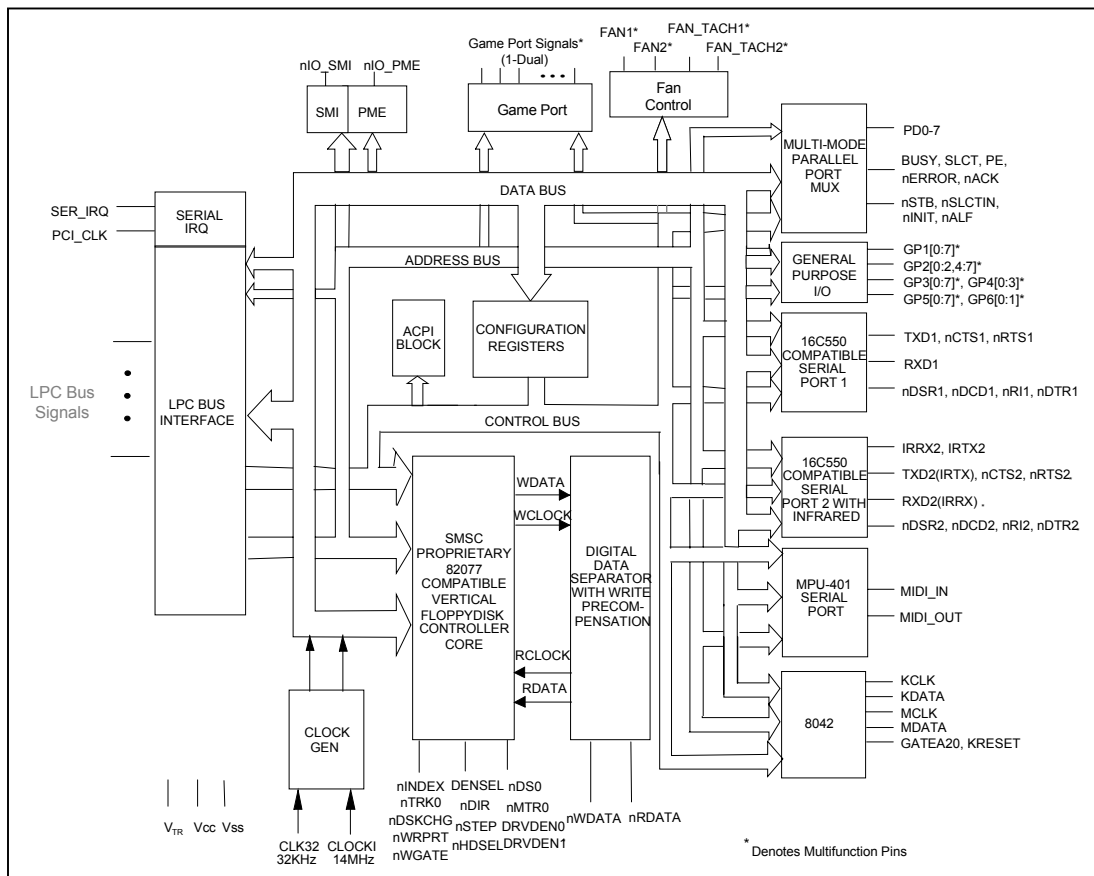 FAN1*
FAN_TACH1*
FAN2*
FAN_TACH2*
Game Port Signals*
(1-Dual)
nIO_SMI
nIO_PME
SMI
PME
Game Port
Fan
Control
MULTI-MODE
PARALLEL
PORT
MUX
PD0-7
BUSY, SLCT, PE,
nERROR, nACK
nSTB, nSLCTIN,
nINIT, nALF
DATA BUS
SER_IRQ
PCI_CLK
SERIAL
IRQ
ADDRESS BUS
GENERAL
PURPOSE
I/O
GP1[0:7]*
GP2[0:2,4:7]*
GP3[0:7]*, GP4[0:3]*
GP5[0:7]*, GP6[0:1]*
ACPI
BLOCK
CONFIGURATION
REGISTERS
16C550
COMPATIBLE
SERIAL
PORT 1
TXD1, nCTS1, nRTS1
RXD1
nDSR1, nDCD1, nRI1, nDTR1
LPC Bus
Signals
LPC BUS
INTERFACE
CONTROL BUS
16C550
COMPATIBLE
SERIAL
PORT 2 WITH
INFRARED
IRRX2, IRTX2
TXD2(IRTX), nCTS2, nRTS2.
RXD2(IRRX) .
nDSR2, nDCD2, nRI2, nDTR2
SMSC
PROPRIETARY
82077
COMPATIBLE
VERTICAL
FLOPPYDISK
CONTROLLER
CORE
WDATA
WCLOCK
RCLOCK
RDATA
DIGITAL
DATA
SEPARATOR
WITH WRITE
PRECOM-
PENSATION
MPU-401
SERIAL
PORT
MIDI_IN
MIDI_OUT
8042
KCLK
KDATA
MCLK
MDATA
GATEA20, KRESET
CLOCK
GEN
VTR
Vcc
Vss
CLK32
32KHz
CLOCKI
14MHz
nINDEX
nTRK0
nDSKCHG
nWRPRT
nWGATE
DENSEL
nDIR
nSTEP
nHDSEL
nDS0
nMTR0
DRVDEN0
DRVDEN1
nWDATA
nRDATA
* Denotes Multifunction Pins